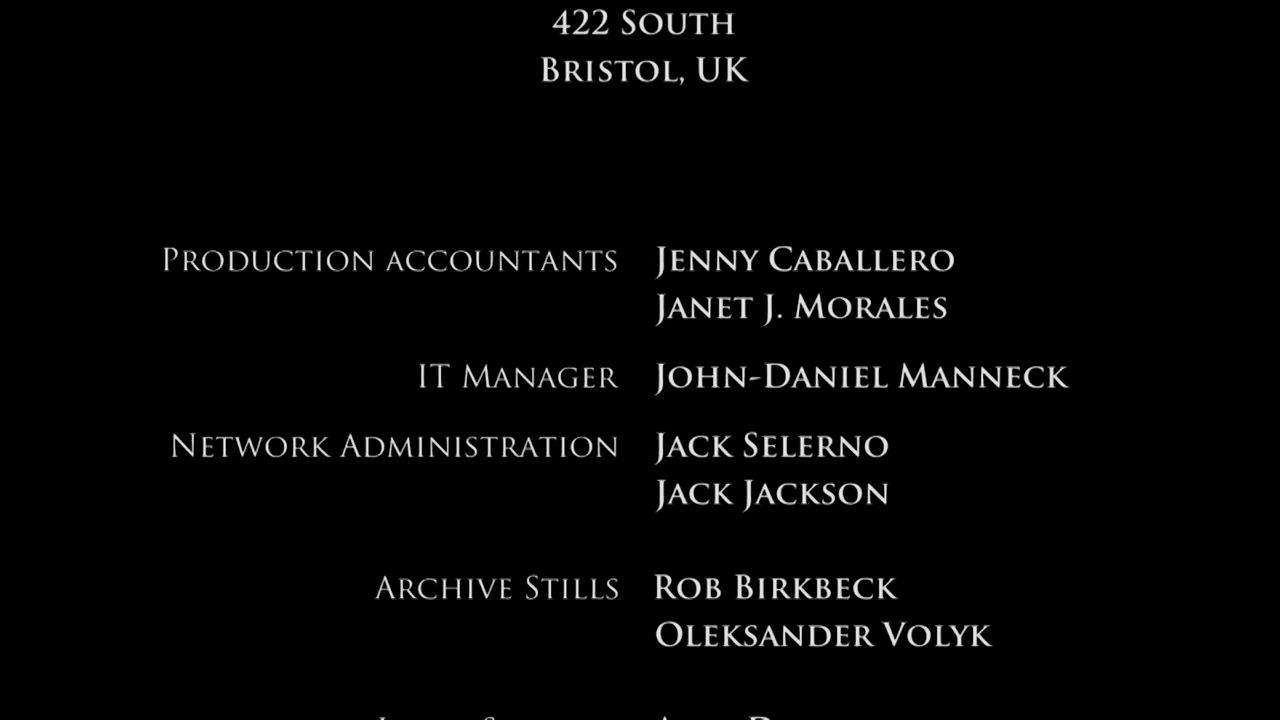 422 South
Bristol, UK
Production accountants Jenny Caballero
Janet J. Morales
IT Manager John-Daniel Manneck
Network Administration Jack Selerno
Jack Jackson
Archive Stills Rob Birkbeck
Oleksander Volyk